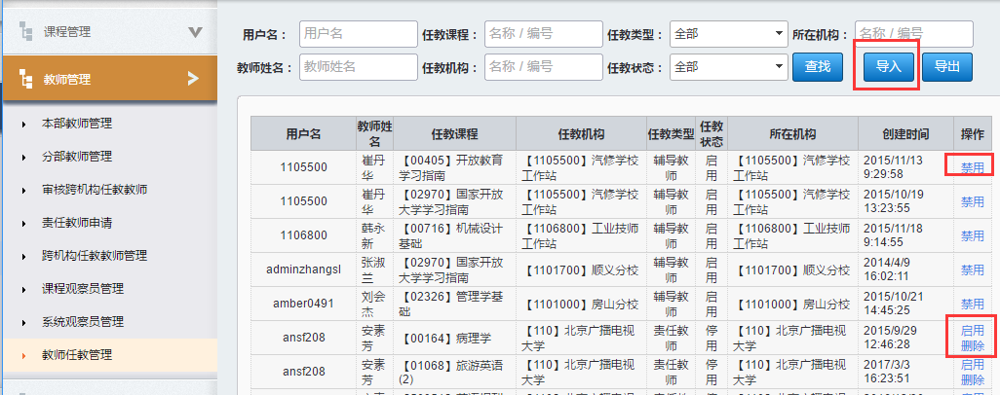 课程管理
教师管理
本部教师管理
分部教师管理
审核跨机构任教教师
责任教师申请
跨机构任教教师管理
课程观察员管理
系统观察员管理
教师任教管理
用户名： 用户名 任教课程： 名称 / 编号 任教类型： 全部 所在机构： 名称 / 编号
教师姓名： 教师姓名 任教机构： 名称 / 编号 任教状态： 全部 查找 导入 导出
用户名 教师姓名 任教课程 任教机构 任教类型 任教状态 所在机构 创建时间 操作
1105500 崔丹华 【00405】开放教育学习指南 【1105500】汽修学校工作站 辅导教师 启用 【1105500】汽修学校工作站 2015/11/13 9:29:58 禁用
1105500 崔丹华 【02970】国家开放大学学习指南 【1105500】汽修学校工作站 辅导教师 启用 【1105500】汽修学校工作站 2015/10/19 13:23:55 禁用
1106800 韩永新 【00716】机械设计基础 【1106800】工业技师工作站 辅导教师 启用 【1106800】工业技师工作站 2015/11/18 9:14:55 禁用
adminzhangsl 张淑兰 【02970】国家开放大学学习指南 【1101700】顺义分校 辅导教师 启用 【1101700】顺义分校 2014/4/9 16:02:11 禁用
amber0491 刘会杰 【02326】管理学基础 【1101000】房山分校 辅导教师 启用 【1101000】房山分校 2015/10/21 14:45:25 禁用
ansf208 安素芳 【00164】病理学 【110】北京广播电视大学 责任教师 停用 【110】北京广播电视大学 2015/9/29 12:46:28 启用 删除
ansf208 安素芳 【01068】旅游英语(2) 【110】北京广播电视大学 责任教师 停用 【110】北京广播电视大学 2017/3/3 16:23:51 启用 删除